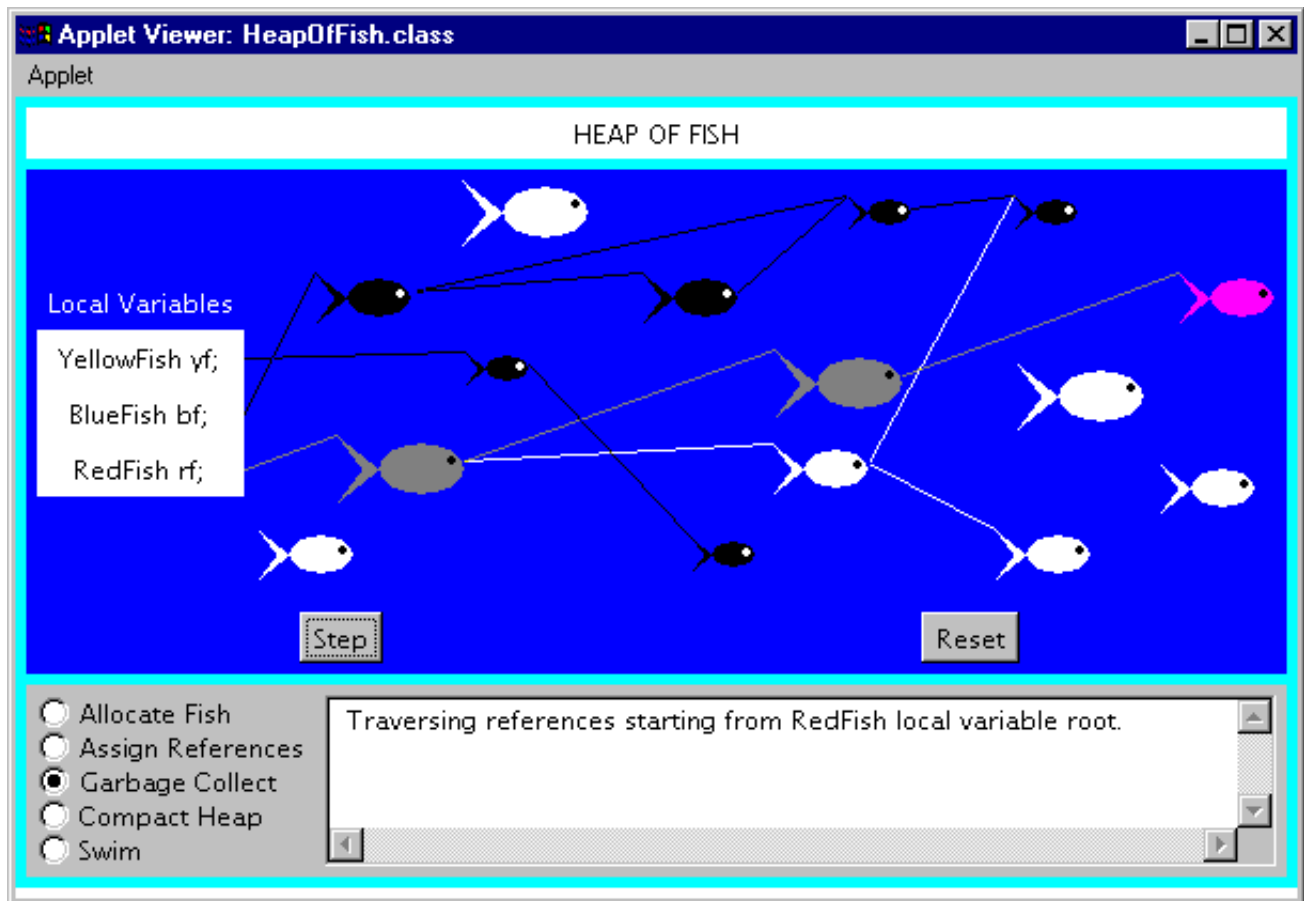 Applet Viewer: HeapOfFish.class
Applet
HEAP OF FISH
Local Variables
YellowFish yf;
BlueFish bf;
RedFish rf;
Step
Reset
Allocate Fish
Assign References
Garbage Collect
Compact Heap
Swim
Traversing references starting from RedFish local variable root.